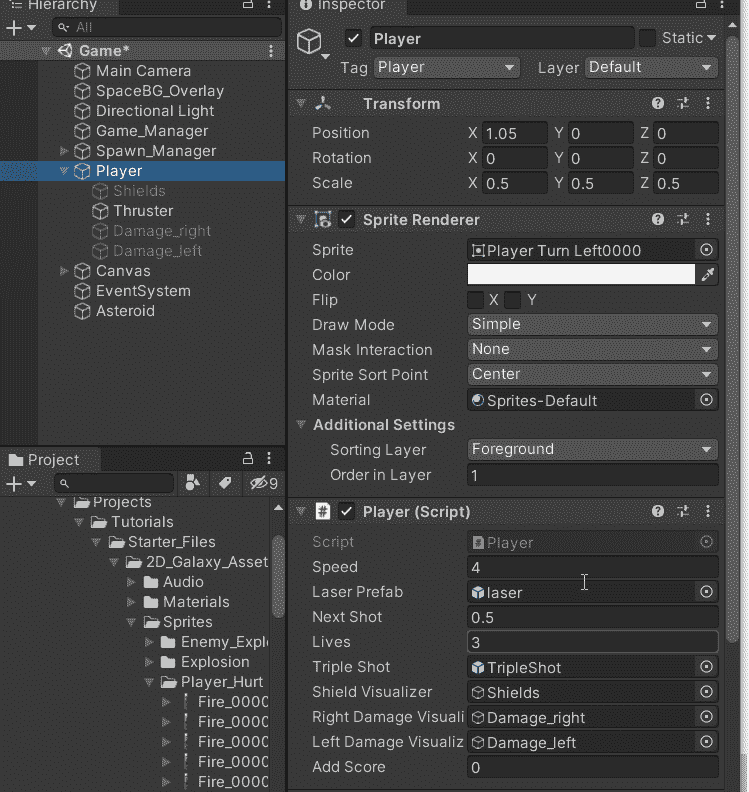 Hierarchy
All
Game*
Main Camera
SpaceBG_Overlay
Directional Light
Game_Manager
Spawn_Manager
Player
Shields
Thruster
Damage_right
Damage_left
Canvas
EventSystem
Asteroid
Project
9
Projects
Tutorials
Starter_Files
2D_Galaxy_Asset
Audio
Materials
Sprites
Enemy_Expl
Explosion
Player_Hurt
Fire_0000
Fire_0000
Fire_0000
Fire_0000
Fire_0000
Inspector
Player Static
Tag Player Layer Default
Transform
Position X 1.05 Y 0 Z 0
Rotation X 0 Y 0 Z 0
Scale X 0.5 Y 0.5 Z 0.5
Sprite Renderer
Sprite Player Turn Left0000
Color
Flip X Y
Draw Mode Simple
Mask Interaction None
Sprite Sort Point Center
Material Sprites-Default
Additional Settings
Sorting Layer Foreground
Order in Layer 1
# Player (Script)
Script # Player
Speed 4
Laser Prefab laser
Next Shot 0.5
Lives 3
Triple Shot TripleShot
Shield Visualizer Shields
Right Damage Visuali Damage_right
Left Damage Visualiz Damage_left
Add Score 0